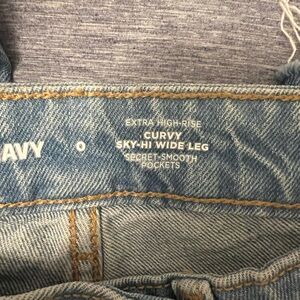 EXTRA HIGH-RISE
CURVY
SKY-HI WIDE LEG
SECRET-SMOOTH
POCKETS
AVY 0